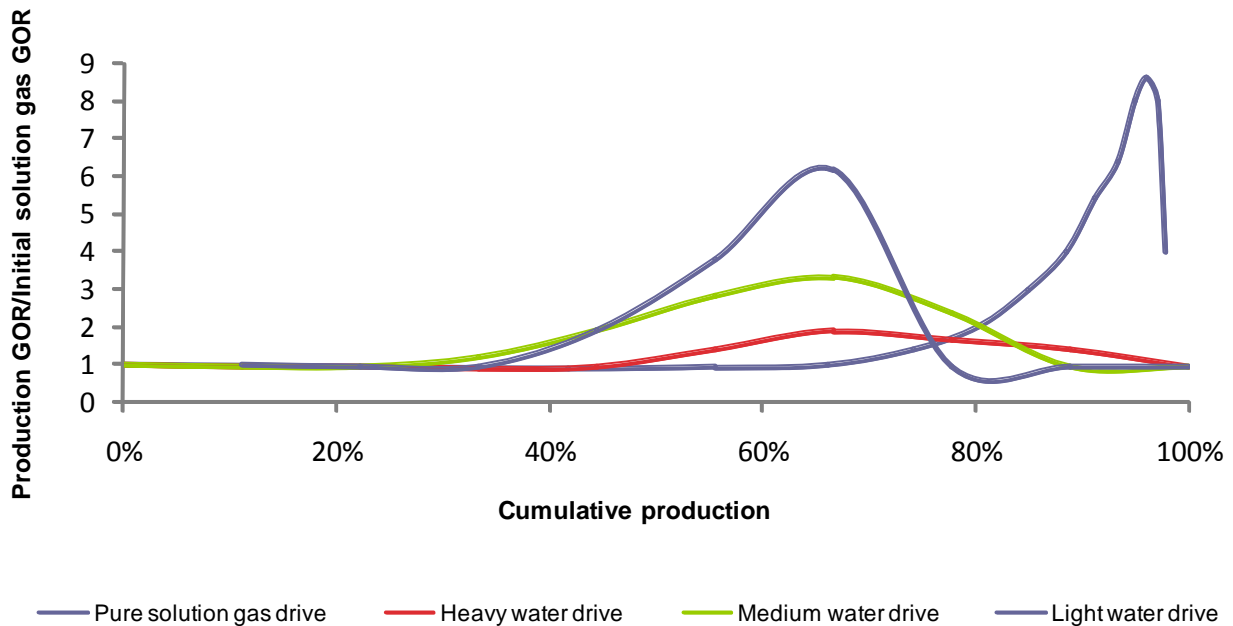 Production GOR/Initial solution gas GOR
9
8
7
6
5
4
3
2
1
0
0% 20% 40% 60% 80% 100%
Cumulative production
Pure solution gas drive Heavy water drive Medium water drive Light water drive